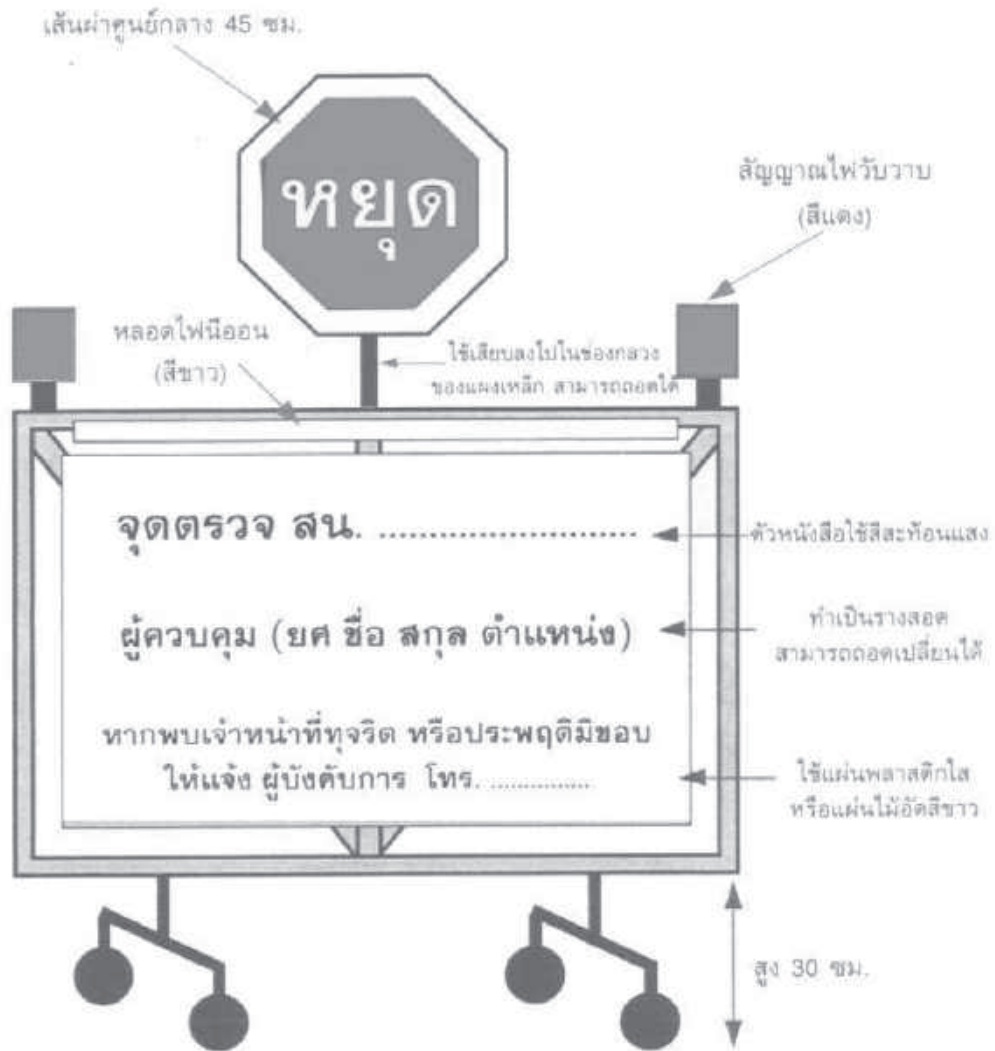 เส้นผ่าศูนย์กลาง 45 ซม.
หยุด
สัญญาณไฟวับวาบ
(สีแดง)
หลอดไฟนีออน
(สีขาว)
ใช้เสียบลงไปในช่องกลวง
ของแผงเหล็ก สามารถถอดได้
จุดตรวจ สน. ..........................
ตัวหนังสือใช้สีสะท้อนแสง
ผู้ควบคุม (ยศ ชื่อ สกุล ตำแหน่ง)
ทำเป็นรางสอด
สามารถถอดเปลี่ยนได้
หากพบเจ้าหน้าที่ทุจริต หรือประพฤติมิชอบ
ให้แจ้ง ผู้บังคับการ โทร. ...............
ใช้แผ่นพลาสติกใส
หรือแผ่นไม้อัดสีขาว
สูง 30 ซม.